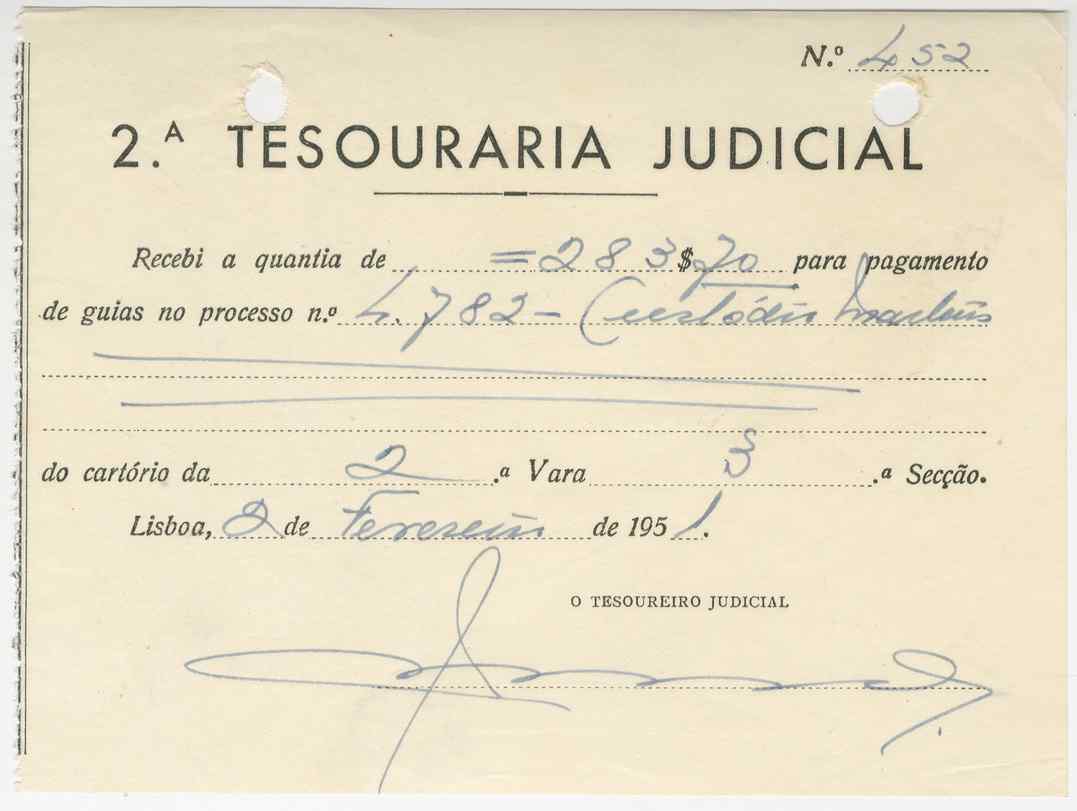 N.º 452
2.ª TESOURARIA JUDICIAL
Recebi a quantia de =283$70 para pagamento
de guias no processo n.º 4.782 - Custódio Martins
do cartório da 2.ª Vara 3.ª Secção.
Lisboa, 2 de Fevereiro de 1951.
O TESOUREIRO JUDICIAL